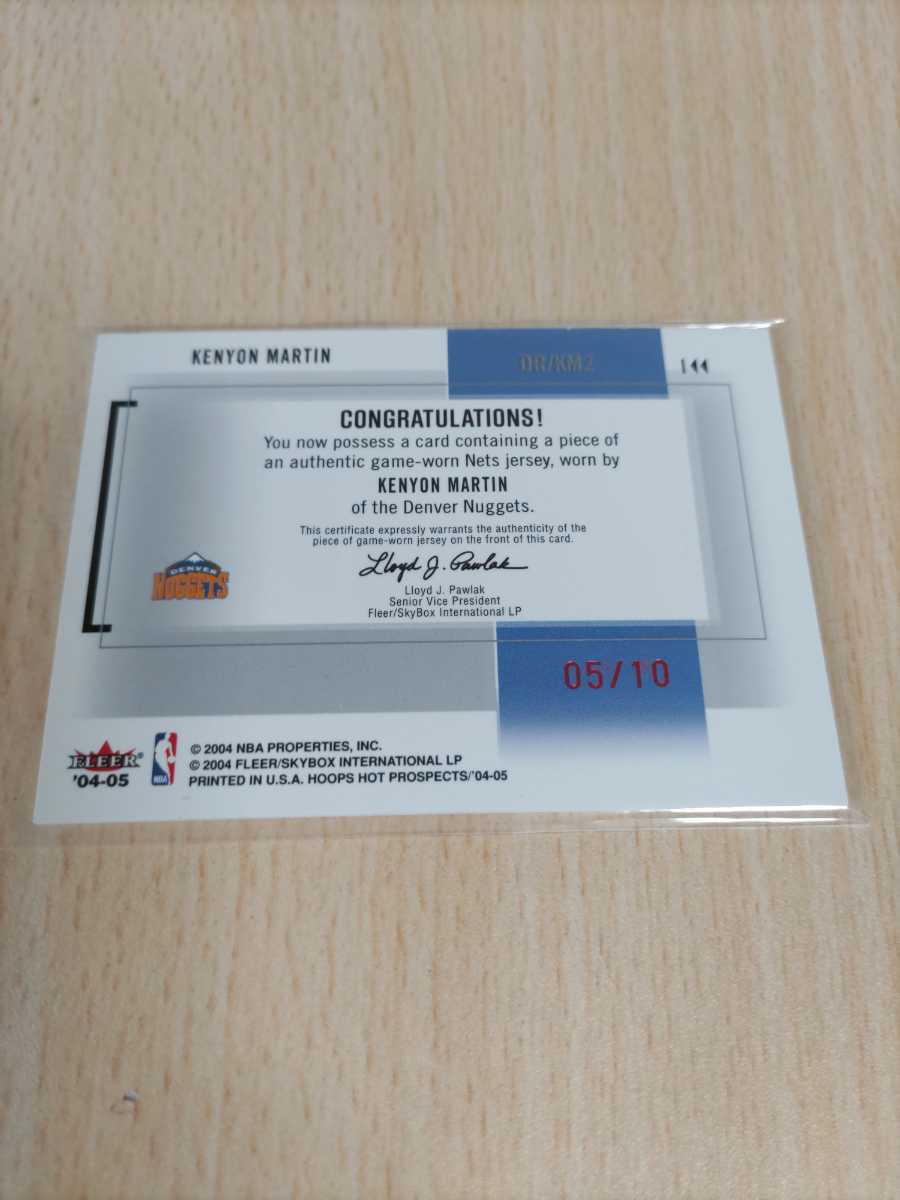 KENYON MARTIN
DR/KM2
CONGRATULATIONS!
You now possess a card containing a piece of
an authentic game-worn Nets jersey, worn by
KENYON MARTIN
of the Denver Nuggets.
This certificate expressly warrants the authenticity of the
piece of game-worn jersey on the front of this card.
Lloyd J. Pawlak
Lloyd J. Pawlak
Senior Vice President
Fleer/SkyBox International LP
DENVER
NUGGETS
05/10
FLEER®
'04-05
NBA
© 2004 NBA PROPERTIES, INC.
© 2004 FLEER/SKYBOX INTERNATIONAL LP
PRINTED IN U.S.A. HOOPS HOT PROSPECTS/'04-05